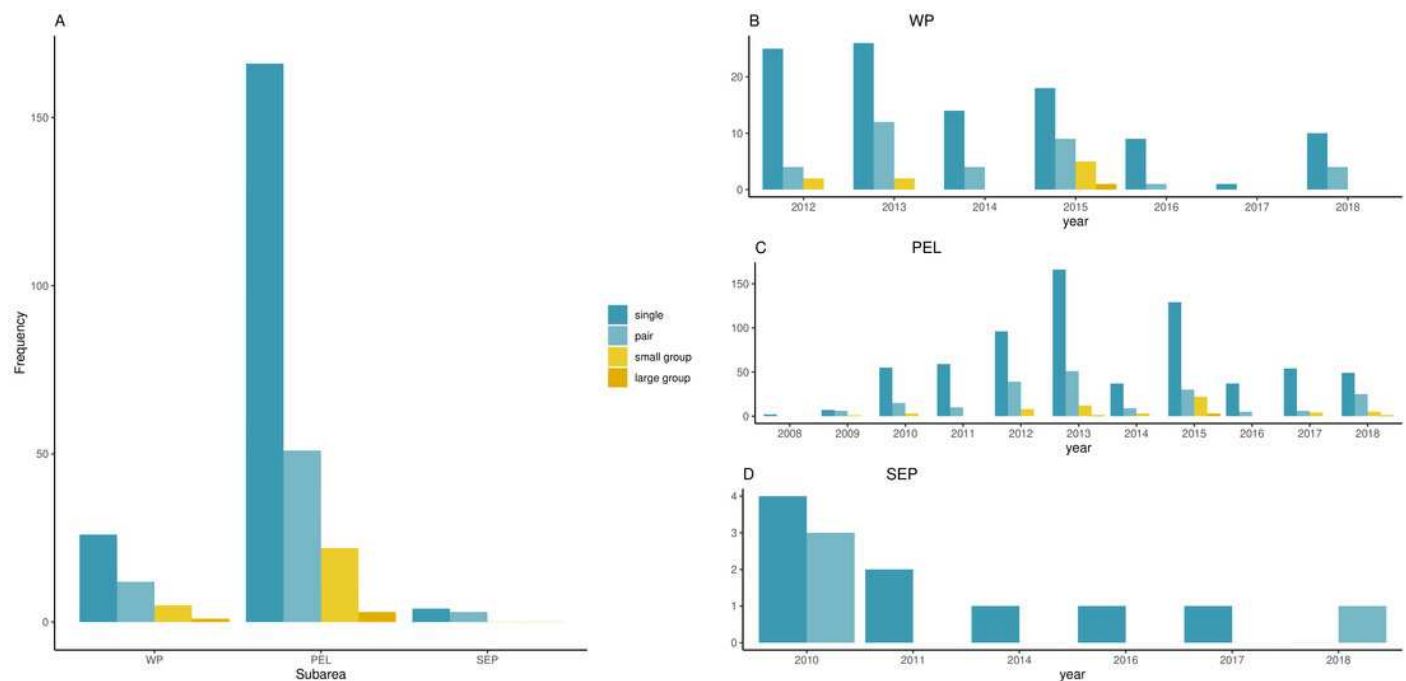 A
Frequency
150
100
50
0
WP PEL SEP
Subarea
single
pair
small group
large group
B WP
20
10
0
2012 2013 2014 2015 2016 2017 2018
year
C PEL
150
100
50
0
2008 2009 2010 2011 2012 2013 2014 2015 2016 2017 2018
year
D SEP
4
3
2
1
0
2010 2011 2014 2016 2017 2018
year